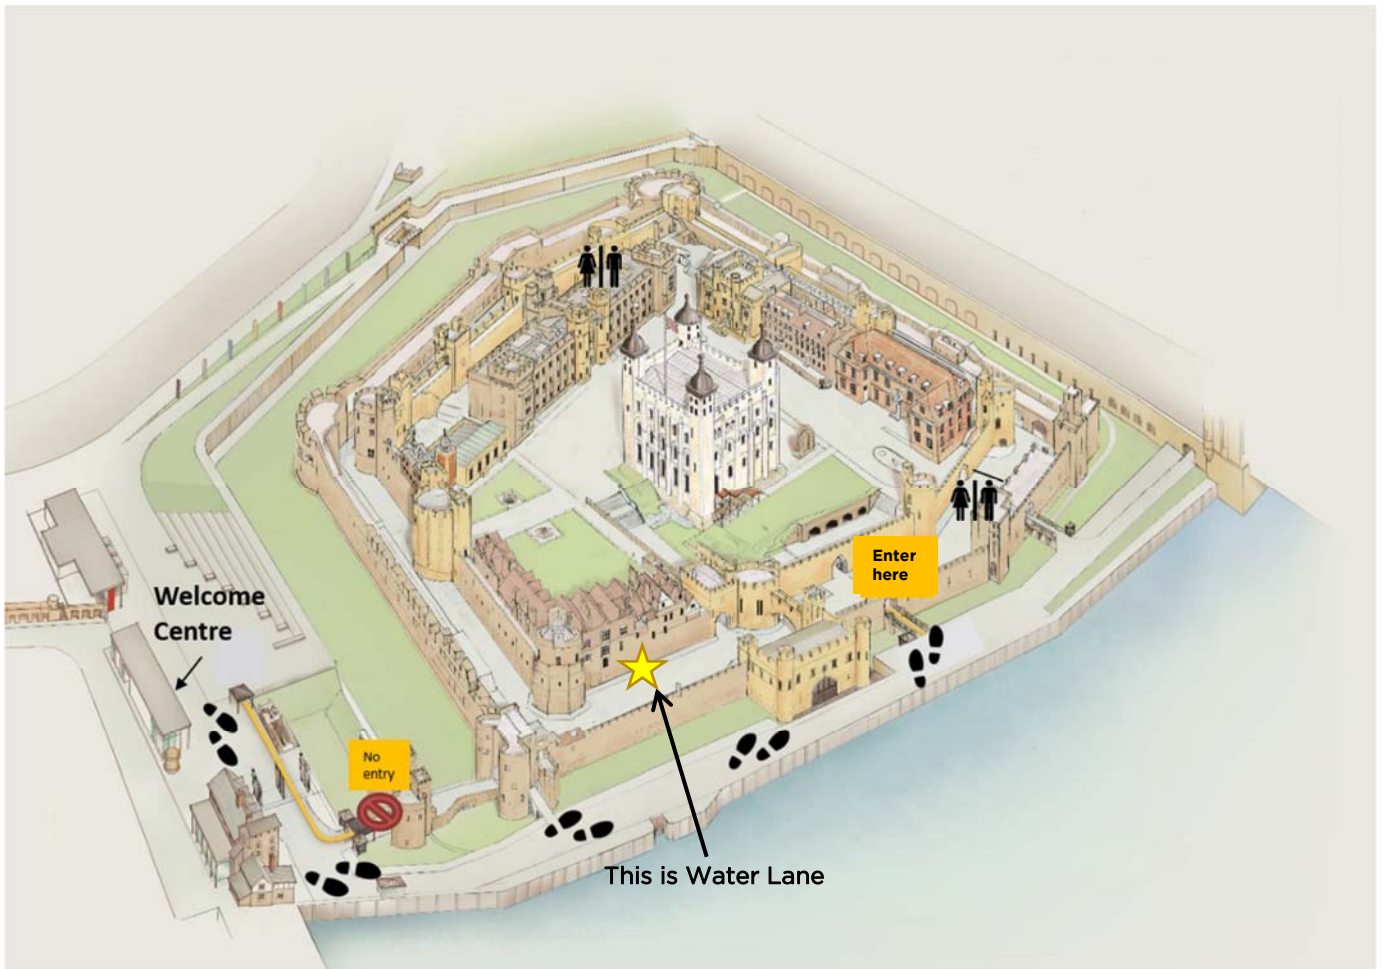 Enter
here
Welcome
Centre
No
entry
This is Water Lane